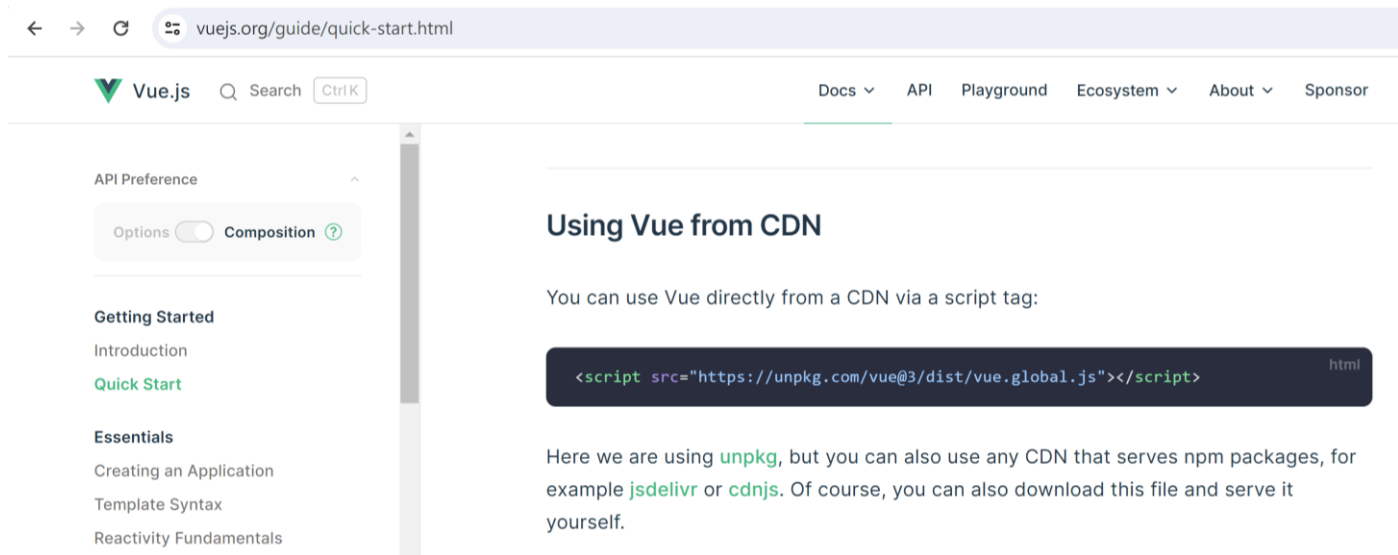 vuejs.org/guide/quick-start.html
Vue.js Search Ctrl K Docs API Playground Ecosystem About Sponsor
API Preference
Options Composition ?
Getting Started
Introduction
Quick Start
Essentials
Creating an Application
Template Syntax
Reactivity Fundamentals
Using Vue from CDN
You can use Vue directly from a CDN via a script tag:
html
<script src="https://unpkg.com/vue@3/dist/vue.global.js"></script>
Here we are using unpkg, but you can also use any CDN that serves npm packages, for
example jsdelivr or cdnjs. Of course, you can also download this file and serve it
yourself.